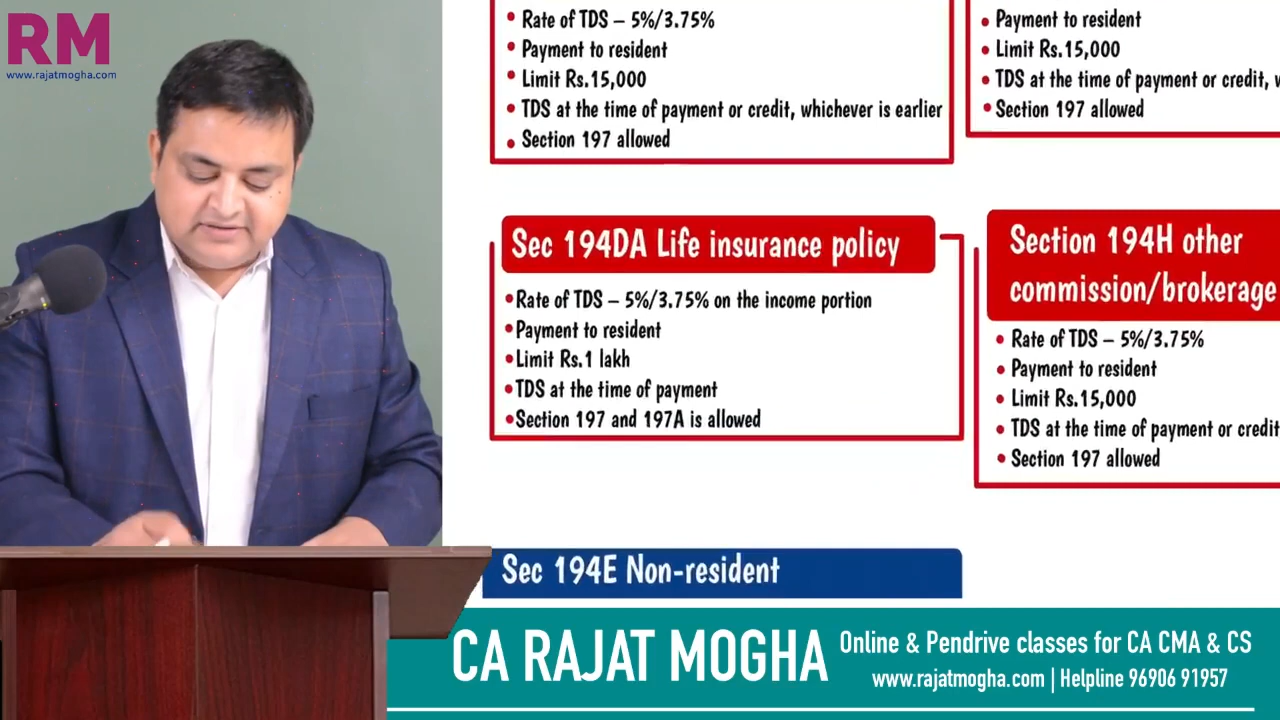 RM
www.rajatmogha.com
Rate of TDS – 5%/3.75%
Payment to resident
Limit Rs.15,000
TDS at the time of payment or credit, whichever is earlier
Section 197 allowed
Payment to resident
Limit Rs.15,000
TDS at the time of payment or credit, w
Section 197 allowed
Sec 194DA Life insurance policy
Rate of TDS – 5%/3.75% on the income portion
Payment to resident
Limit Rs.1 lakh
TDS at the time of payment
Section 197 and 197A is allowed
Section 194H other
commission/brokerage
Rate of TDS – 5%/3.75%
Payment to resident
Limit Rs.15,000
TDS at the time of payment or credit
Section 197 allowed
Sec 194E Non-resident
CA RAJAT MOGHA
Online & Pendrive classes for CA CMA & CS
www.rajatmogha.com | Helpline 96906 91957